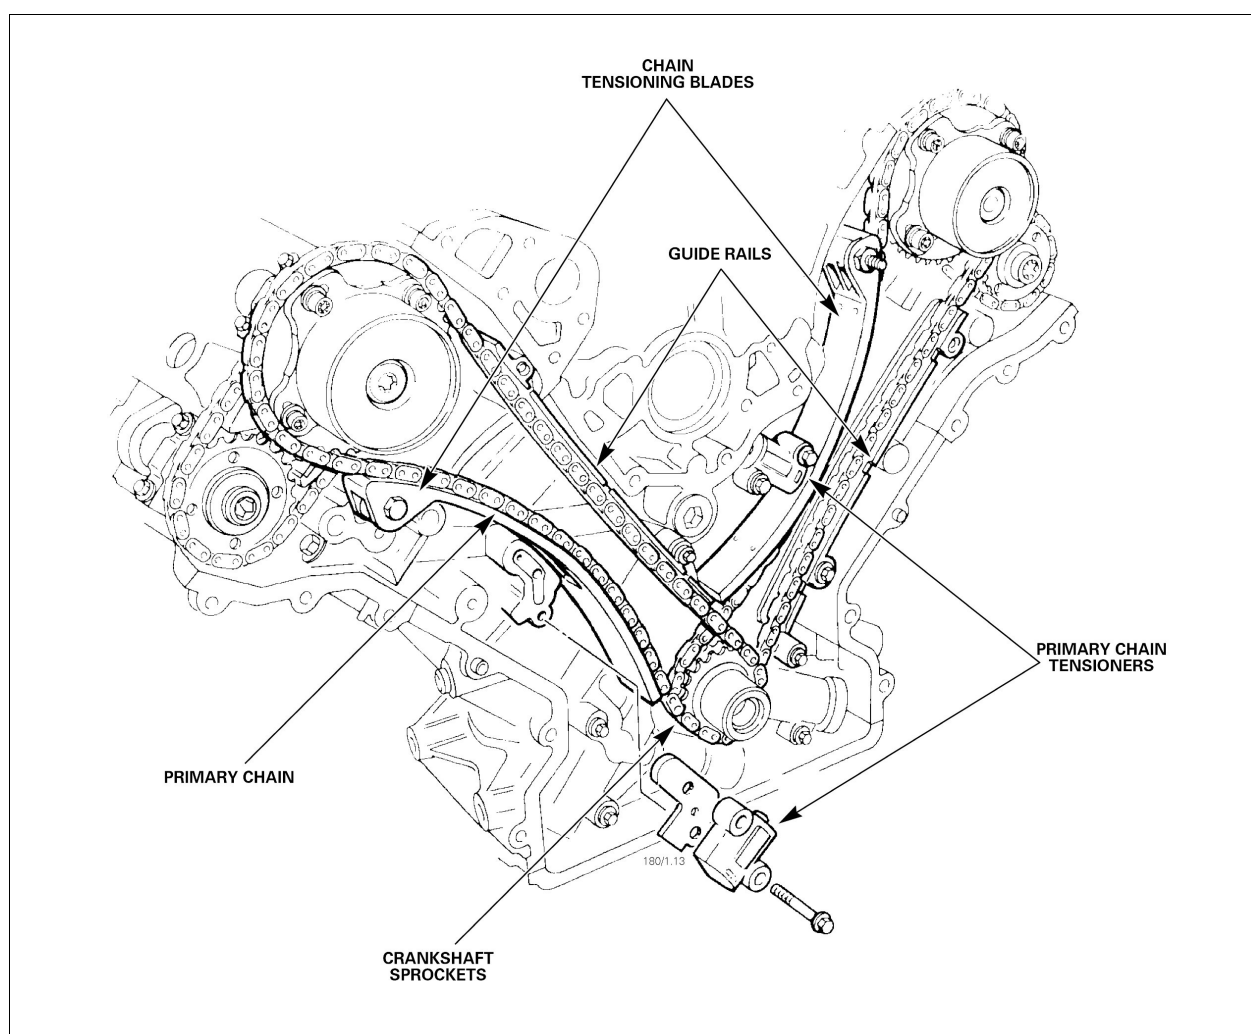 CHAIN
TENSIONING BLADES
GUIDE RAILS
PRIMARY CHAIN
TENSIONERS
PRIMARY CHAIN
180/1.13
CRANKSHAFT
SPROCKETS